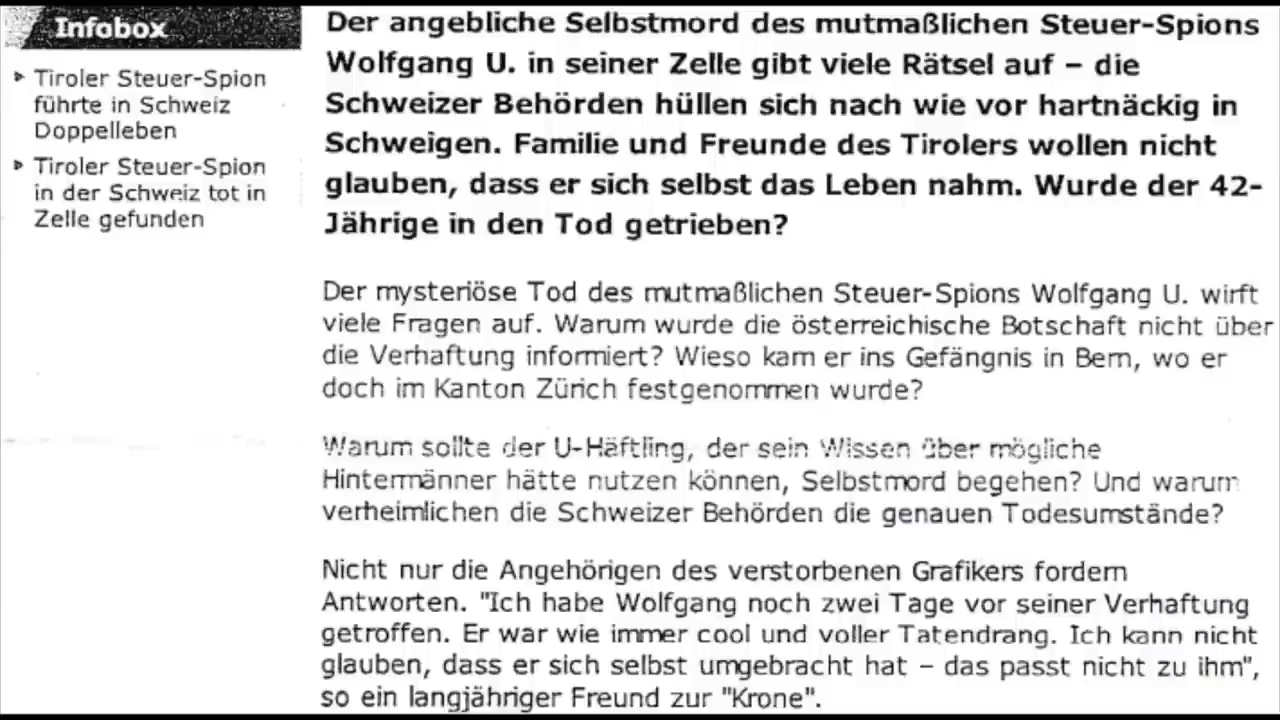 Infobox
Tiroler Steuer-Spion
führte in Schweiz
Doppelleben
Tiroler Steuer-Spion
in der Schweiz tot in
Zelle gefunden
Der angebliche Selbstmord des mutmaßlichen Steuer-Spions
Wolfgang U. in seiner Zelle gibt viele Rätsel auf – die
Schweizer Behörden hüllen sich nach wie vor hartnäckig in
Schweigen. Familie und Freunde des Tirolers wollen nicht
glauben, dass er sich selbst das Leben nahm. Wurde der 42-
Jährige in den Tod getrieben?
Der mysteriöse Tod des mutmaßlichen Steuer-Spions Wolfgang U. wirft
viele Fragen auf. Warum wurde die österreichische Botschaft nicht über
die Verhaftung informiert? Wieso kam er ins Gefängnis in Bern, wo er
doch im Kanton Zürich festgenommen wurde?
Warum sollte der U-Häftling, der sein Wissen über mögliche
Hintermänner hätte nutzen können, Selbstmord begehen? Und warum
verheimlichen die Schweizer Behörden die genauen Todesumstände?
Nicht nur die Angehörigen des verstorbenen Grafikers fordern
Antworten. "Ich habe Wolfgang noch zwei Tage vor seiner Verhaftung
getroffen. Er war wie immer cool und voller Tatendrang. Ich kann nicht
glauben, dass er sich selbst umgebracht hat – das passt nicht zu ihm",
so ein langjähriger Freund zur "Krone".